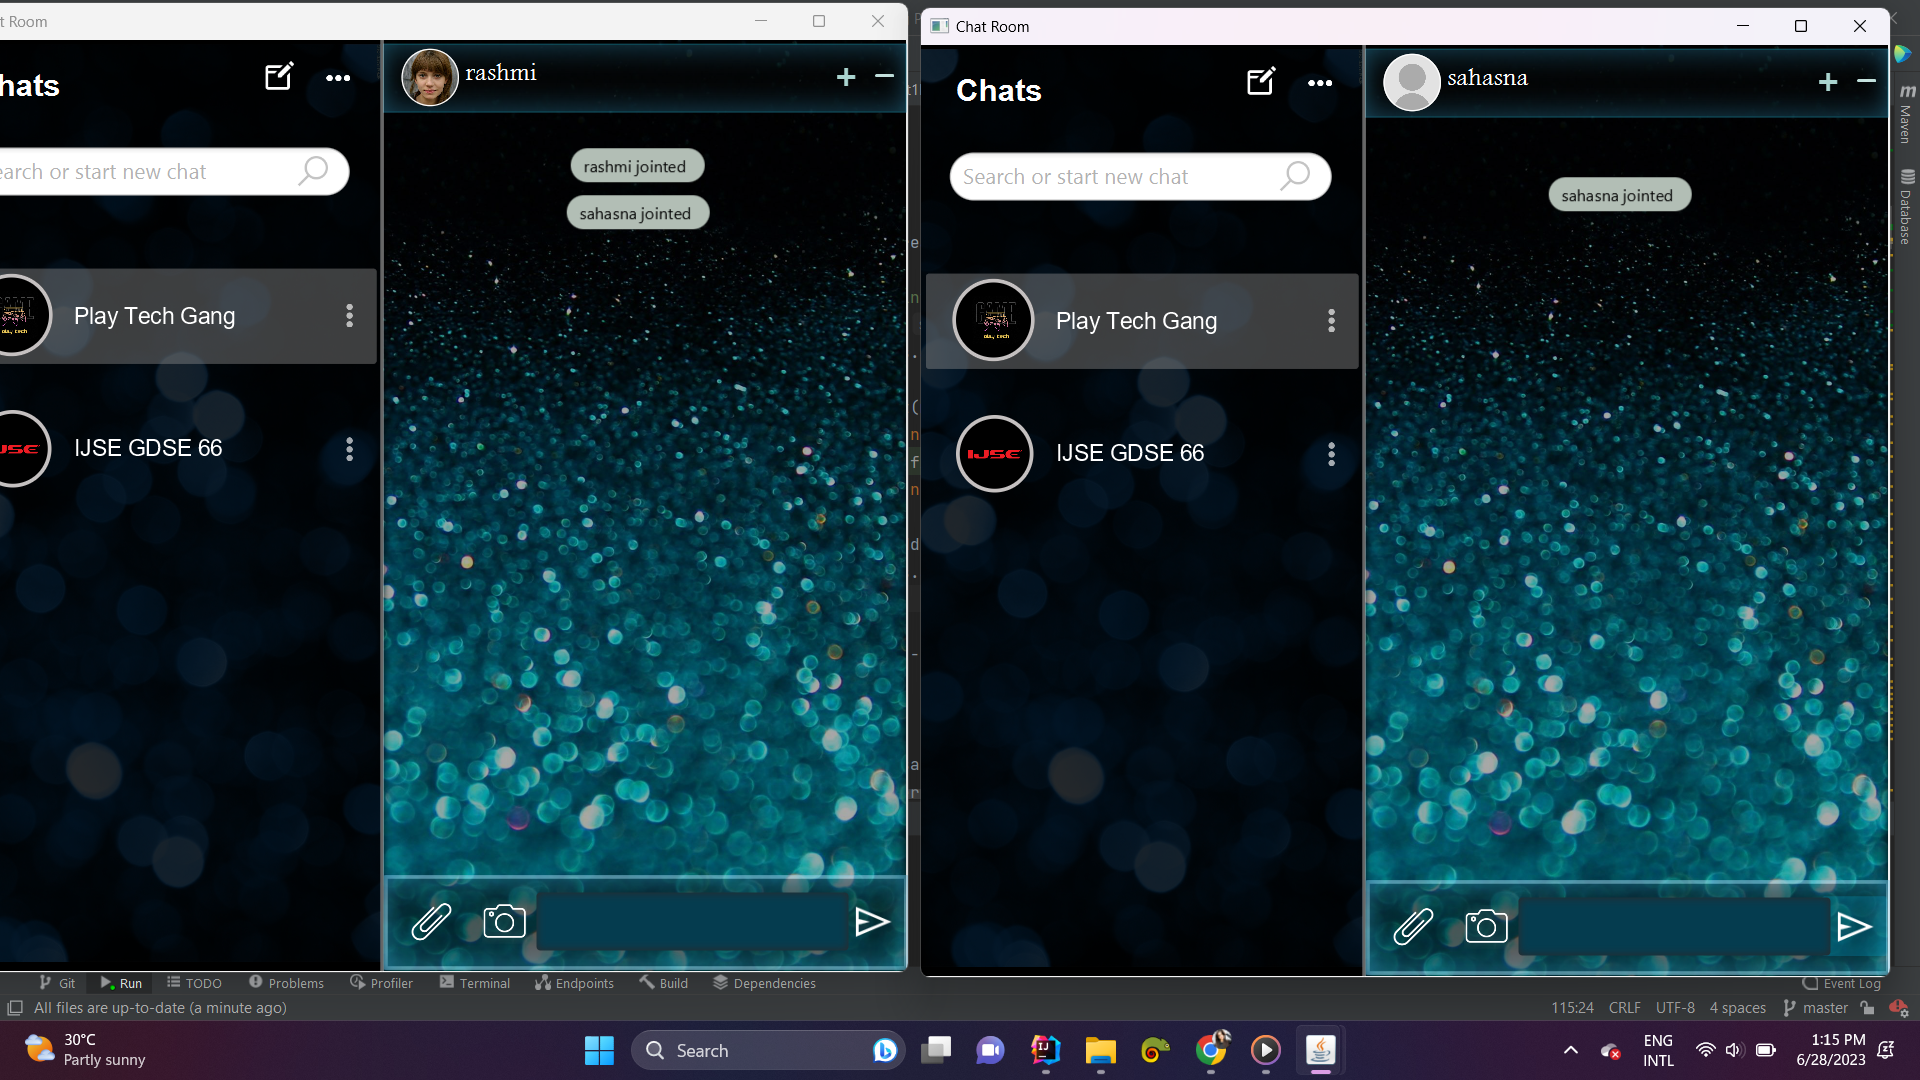 t Room
hats
earch or start new chat
Play Tech Gang
IJSE GDSE 66
rashmi
rashmi jointed
sahasna jointed
Chat Room
Chats
Search or start new chat
Play Tech Gang
IJSE
IJSE GDSE 66
sahasna
sahasna jointed
Maven
Database
Git
Run
TODO
Problems
Profiler
Terminal
Endpoints
Build
Dependencies
Event Log
All files are up-to-date (a minute ago)
115:24 CRLF UTF-8 4 spaces master
30°C
Partly sunny
Search
ENG
INTL
1:15 PM
6/28/2023